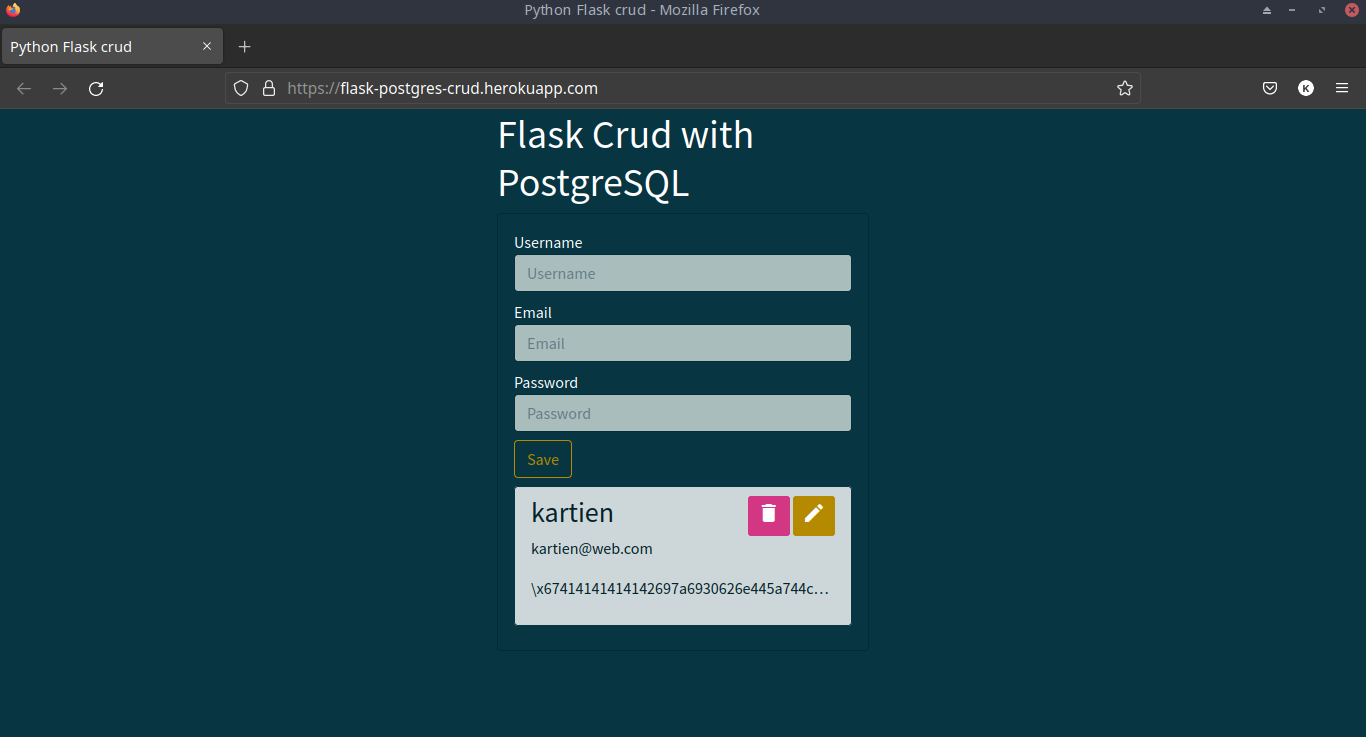 Python Flask crud - Mozilla Firefox
Python Flask crud
https://flask-postgres-crud.herokuapp.com
K
Flask Crud with
PostgreSQL
Username
Username
Email
Email
Password
Password
Save
kartien
kartien@web.com
\x67414141414142697a6930626e445a744c…